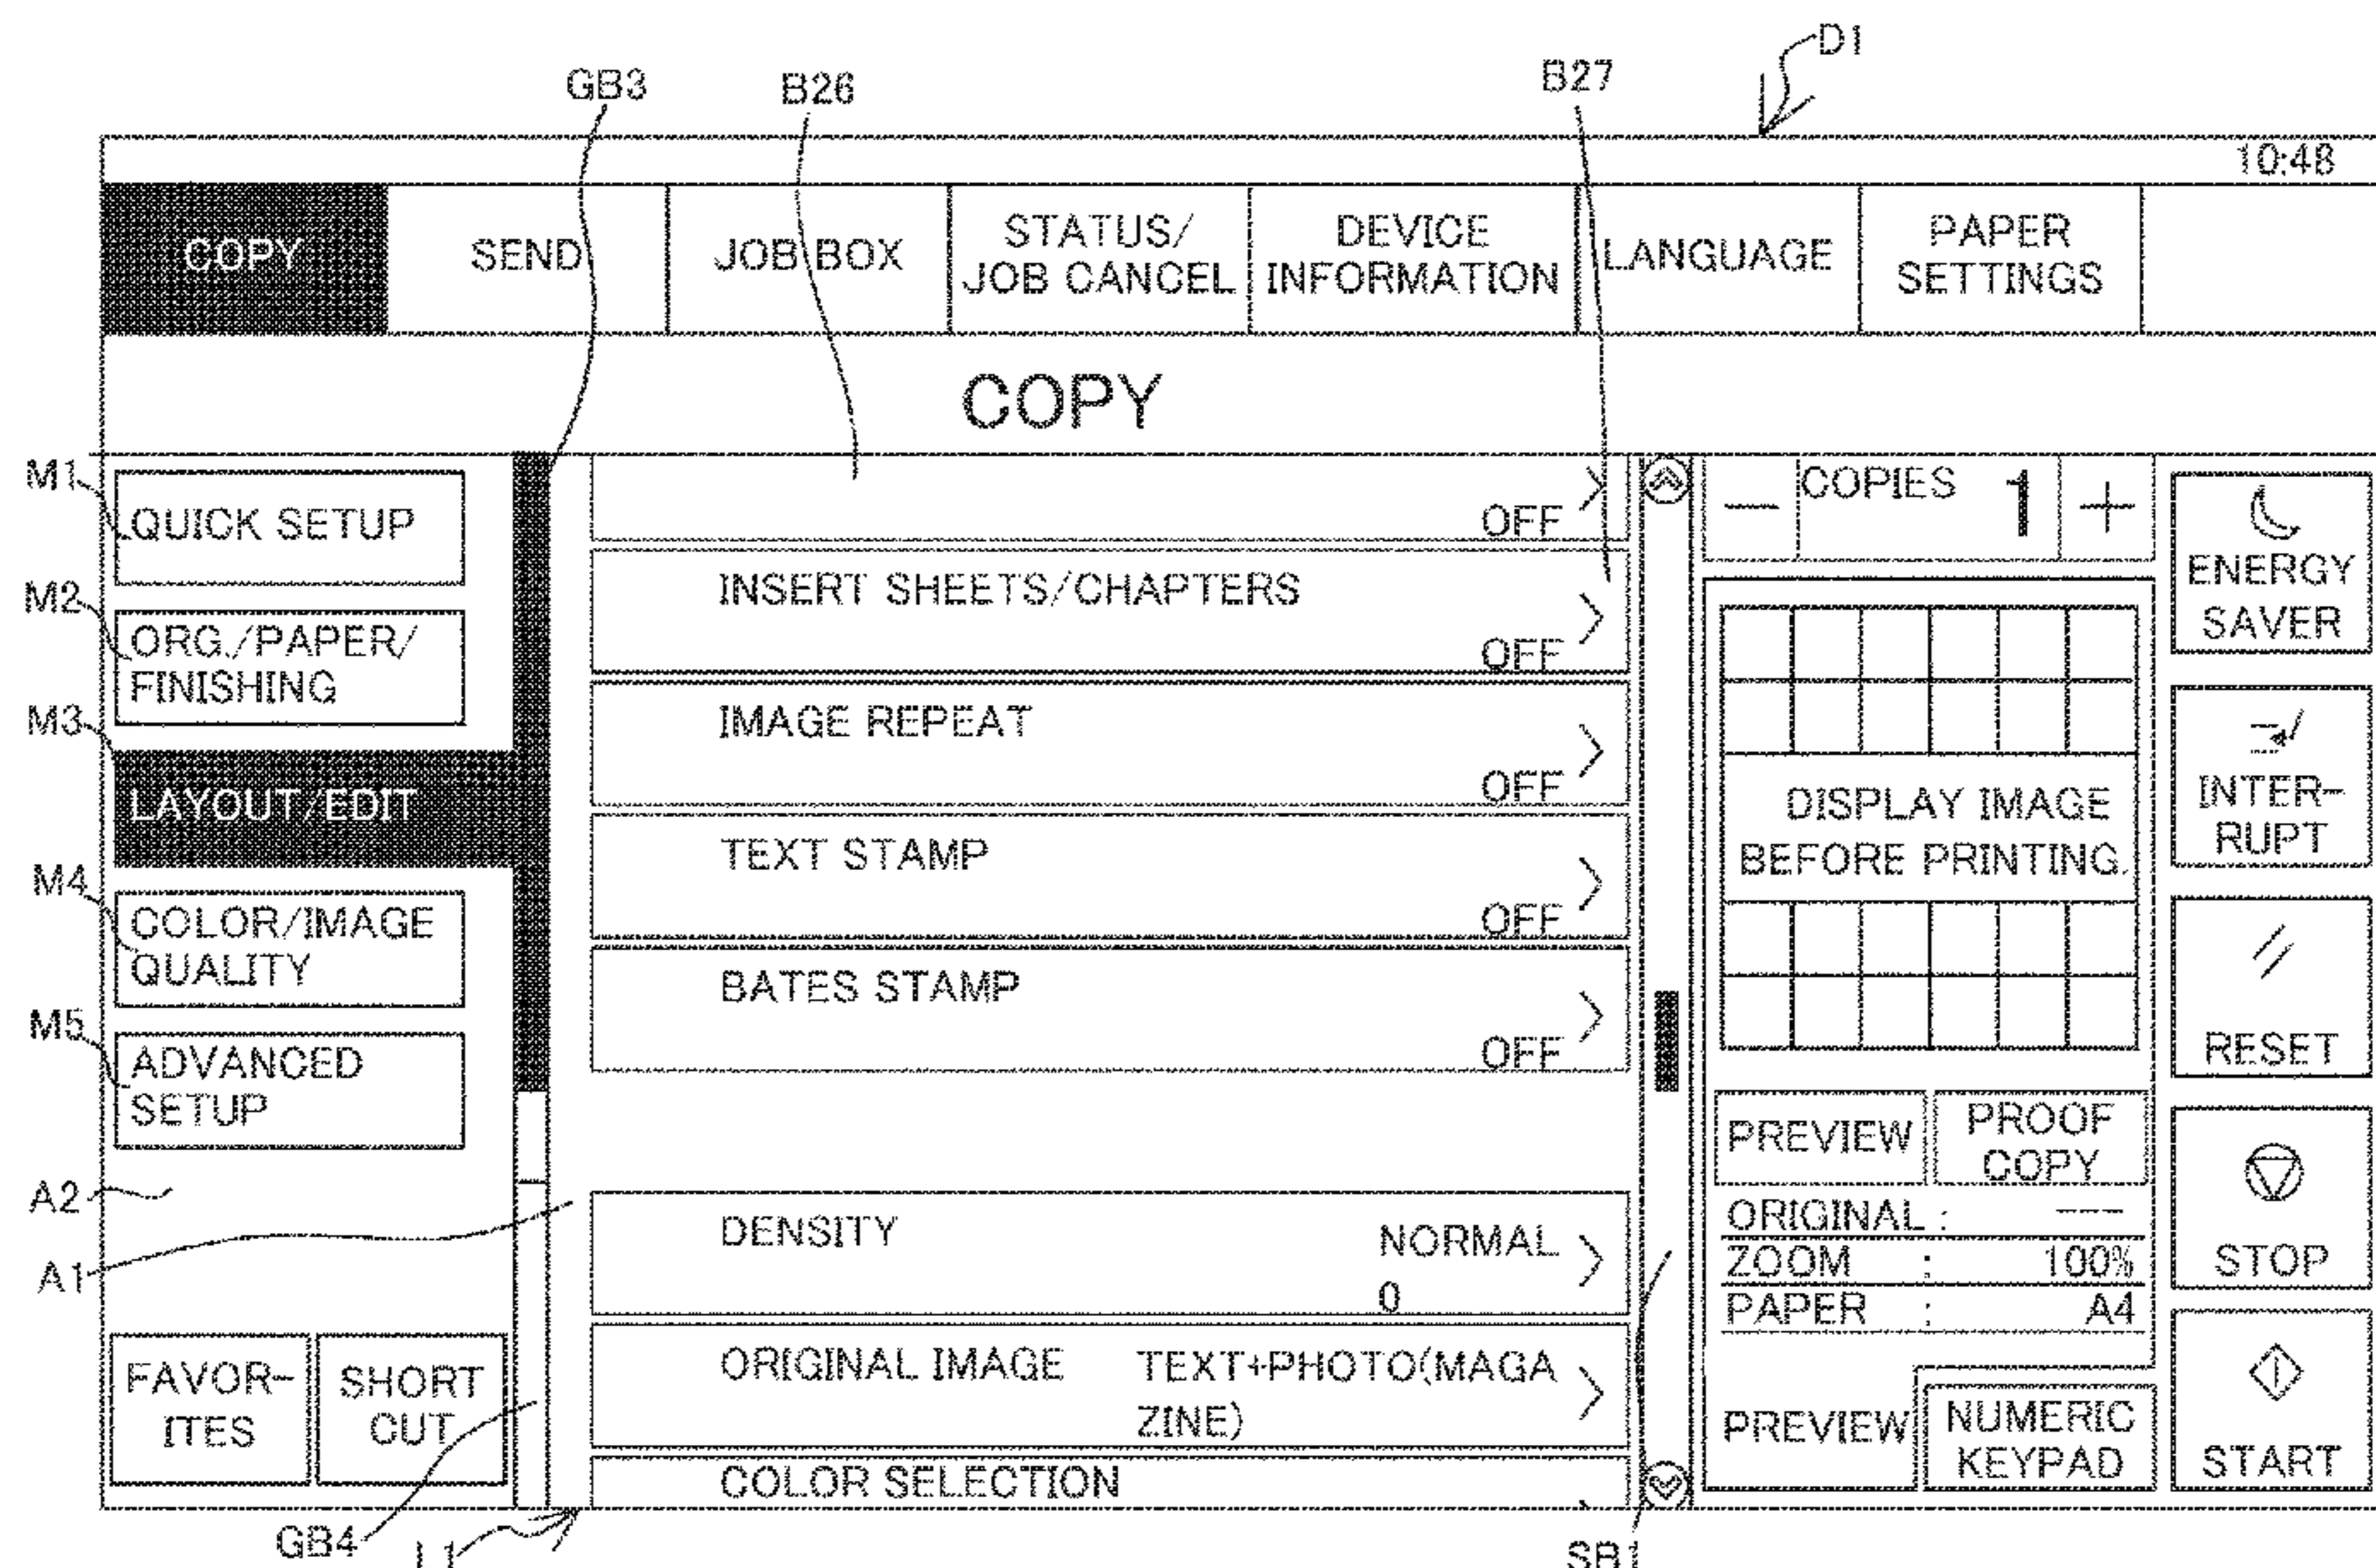 D1
GB3
B26
B27
10:48
COPY
SEND
JOB BOX
STATUS/
JOB CANCEL
DEVICE
INFORMATION
LANGUAGE
PAPER
SETTINGS
COPY
M1
QUICK SETUP
M2
ORG./PAPER/
FINISHING
M3
LAYOUT/EDIT
M4
COLOR/IMAGE
QUALITY
M5
ADVANCED
SETUP
A2
A1
FAVOR-
ITES
SHORT
CUT
GB4
L1
OFF
INSERT SHEETS/CHAPTERS
OFF
IMAGE REPEAT
OFF
TEXT STAMP
OFF
BATES STAMP
OFF
DENSITY
NORMAL
0
ORIGINAL IMAGE TEXT+PHOTO(MAGA
ZINE)
COLOR SELECTION
SB1
— COPIES 1 +
DISPLAY IMAGE
BEFORE PRINTING.
PREVIEW
PROOF
COPY
ORIGINAL : ---
ZOOM : 100%
PAPER : A4
PREVIEW
NUMERIC
KEYPAD
ENERGY
SAVER
INTER-
RUPT
RESET
STOP
START